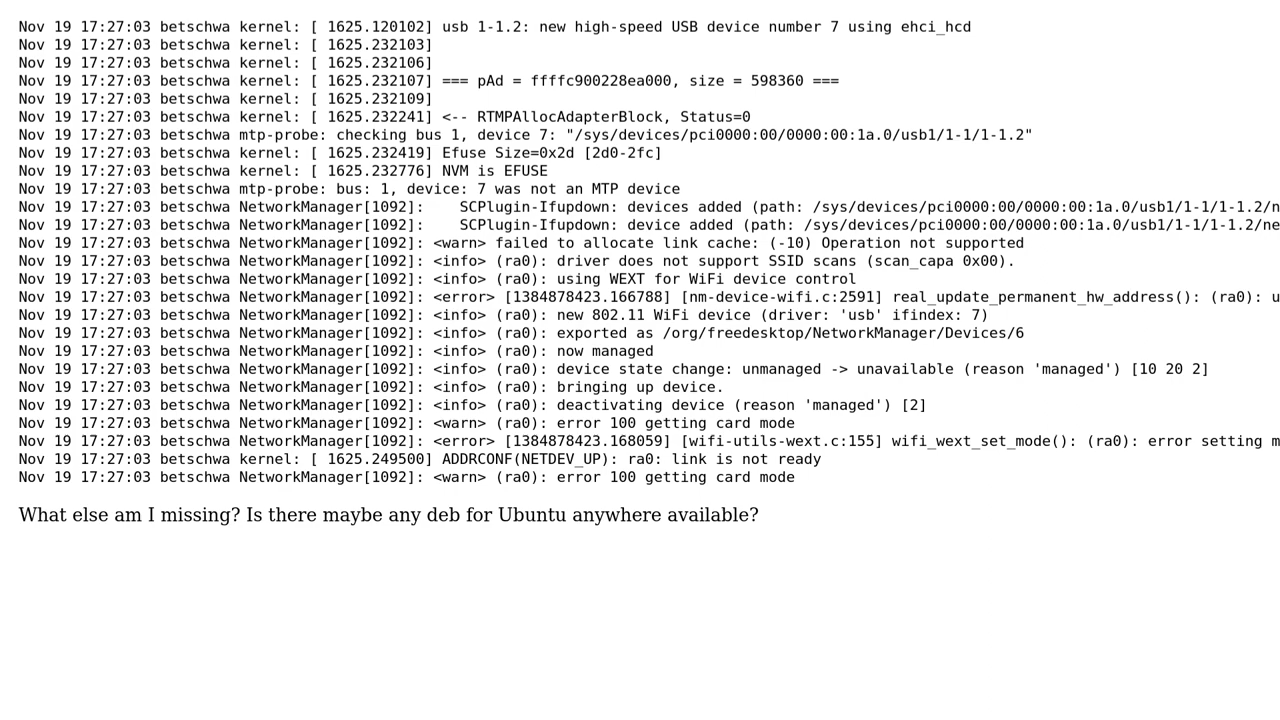 Nov 19 17:27:03 betschwa kernel: [ 1625.120102] usb 1-1.2: new high-speed USB device number 7 using ehci_hcd
Nov 19 17:27:03 betschwa kernel: [ 1625.232103]
Nov 19 17:27:03 betschwa kernel: [ 1625.232106]
Nov 19 17:27:03 betschwa kernel: [ 1625.232107] === pAd = ffffc900228ea000, size = 598360 ===
Nov 19 17:27:03 betschwa kernel: [ 1625.232109]
Nov 19 17:27:03 betschwa kernel: [ 1625.232241] <-- RTMPAllocAdapterBlock, Status=0
Nov 19 17:27:03 betschwa mtp-probe: checking bus 1, device 7: "/sys/devices/pci0000:00/0000:00:1a.0/usb1/1-1/1-1.2"
Nov 19 17:27:03 betschwa kernel: [ 1625.232419] Efuse Size=0x2d [2d0-2fc]
Nov 19 17:27:03 betschwa kernel: [ 1625.232776] NVM is EFUSE
Nov 19 17:27:03 betschwa mtp-probe: bus: 1, device: 7 was not an MTP device
Nov 19 17:27:03 betschwa NetworkManager[1092]:    SCPlugin-Ifupdown: devices added (path: /sys/devices/pci0000:00/0000:00:1a.0/usb1/1-1/1-1.2/n
Nov 19 17:27:03 betschwa NetworkManager[1092]:    SCPlugin-Ifupdown: device added (path: /sys/devices/pci0000:00/0000:00:1a.0/usb1/1-1/1-1.2/ne
Nov 19 17:27:03 betschwa NetworkManager[1092]: <warn> failed to allocate link cache: (-10) Operation not supported
Nov 19 17:27:03 betschwa NetworkManager[1092]: <info> (ra0): driver does not support SSID scans (scan_capa 0x00).
Nov 19 17:27:03 betschwa NetworkManager[1092]: <info> (ra0): using WEXT for WiFi device control
Nov 19 17:27:03 betschwa NetworkManager[1092]: <error> [1384878423.166788] [nm-device-wifi.c:2591] real_update_permanent_hw_address(): (ra0): u
Nov 19 17:27:03 betschwa NetworkManager[1092]: <info> (ra0): new 802.11 WiFi device (driver: 'usb' ifindex: 7)
Nov 19 17:27:03 betschwa NetworkManager[1092]: <info> (ra0): exported as /org/freedesktop/NetworkManager/Devices/6
Nov 19 17:27:03 betschwa NetworkManager[1092]: <info> (ra0): now managed
Nov 19 17:27:03 betschwa NetworkManager[1092]: <info> (ra0): device state change: unmanaged -> unavailable (reason 'managed') [10 20 2]
Nov 19 17:27:03 betschwa NetworkManager[1092]: <info> (ra0): bringing up device.
Nov 19 17:27:03 betschwa NetworkManager[1092]: <info> (ra0): deactivating device (reason 'managed') [2]
Nov 19 17:27:03 betschwa NetworkManager[1092]: <warn> (ra0): error 100 getting card mode
Nov 19 17:27:03 betschwa NetworkManager[1092]: <error> [1384878423.168059] [wifi-utils-wext.c:155] wifi_wext_set_mode(): (ra0): error setting m
Nov 19 17:27:03 betschwa kernel: [ 1625.249500] ADDRCONF(NETDEV_UP): ra0: link is not ready
Nov 19 17:27:03 betschwa NetworkManager[1092]: <warn> (ra0): error 100 getting card mode
What else am I missing? Is there maybe any deb for Ubuntu anywhere available?